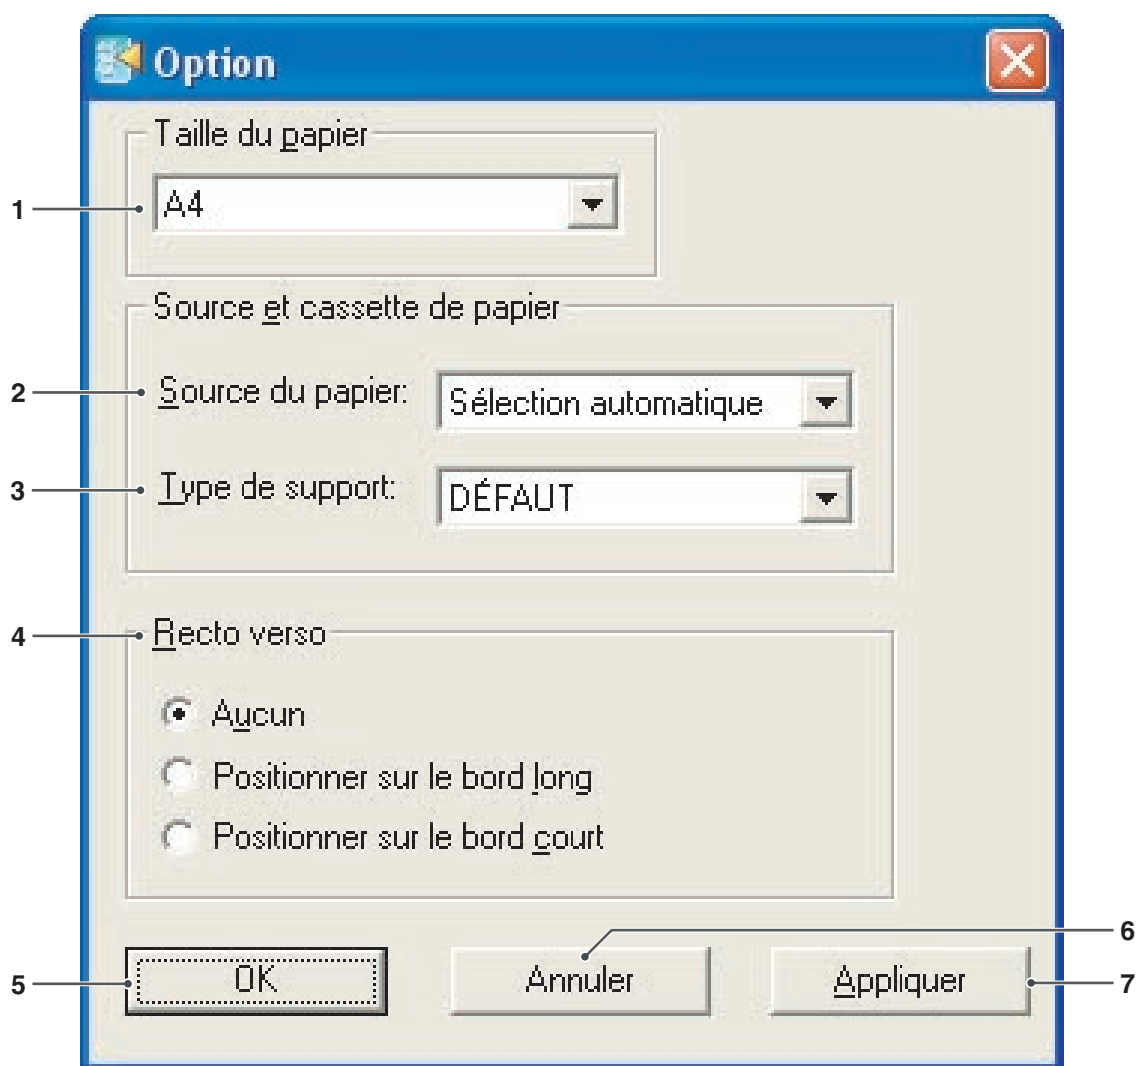 Option
Taille du papier
1 A4
Source et cassette de papier
2 Source du papier: Sélection automatique
3 Type de support: DÉFAUT
4 Recto verso
Aucun
Positionner sur le bord long
Positionner sur le bord court
6
5 OK Annuler Appliquer 7